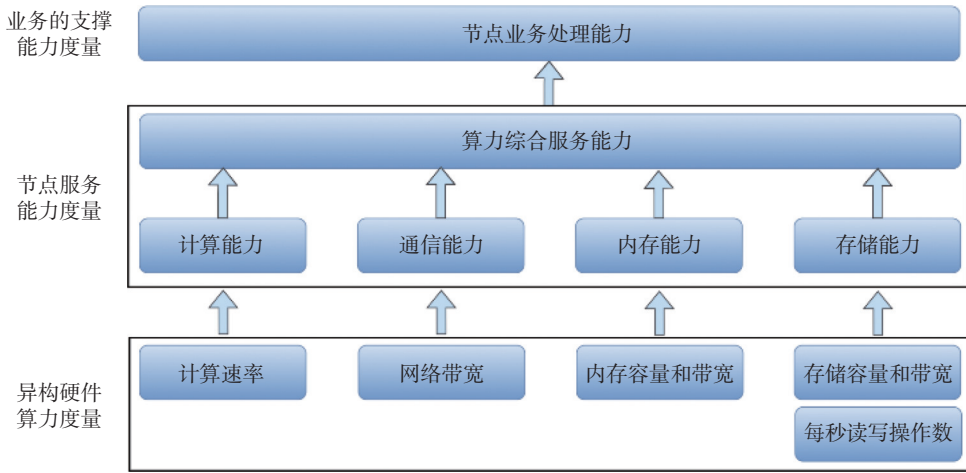 业务的支撑
能力度量
节点业务处理能力
算力综合服务能力
节点服务
能力度量
计算能力
通信能力
内存能力
存储能力
异构硬件
算力度量
计算速率
网络带宽
内存容量和带宽
存储容量和带宽
每秒读写操作数